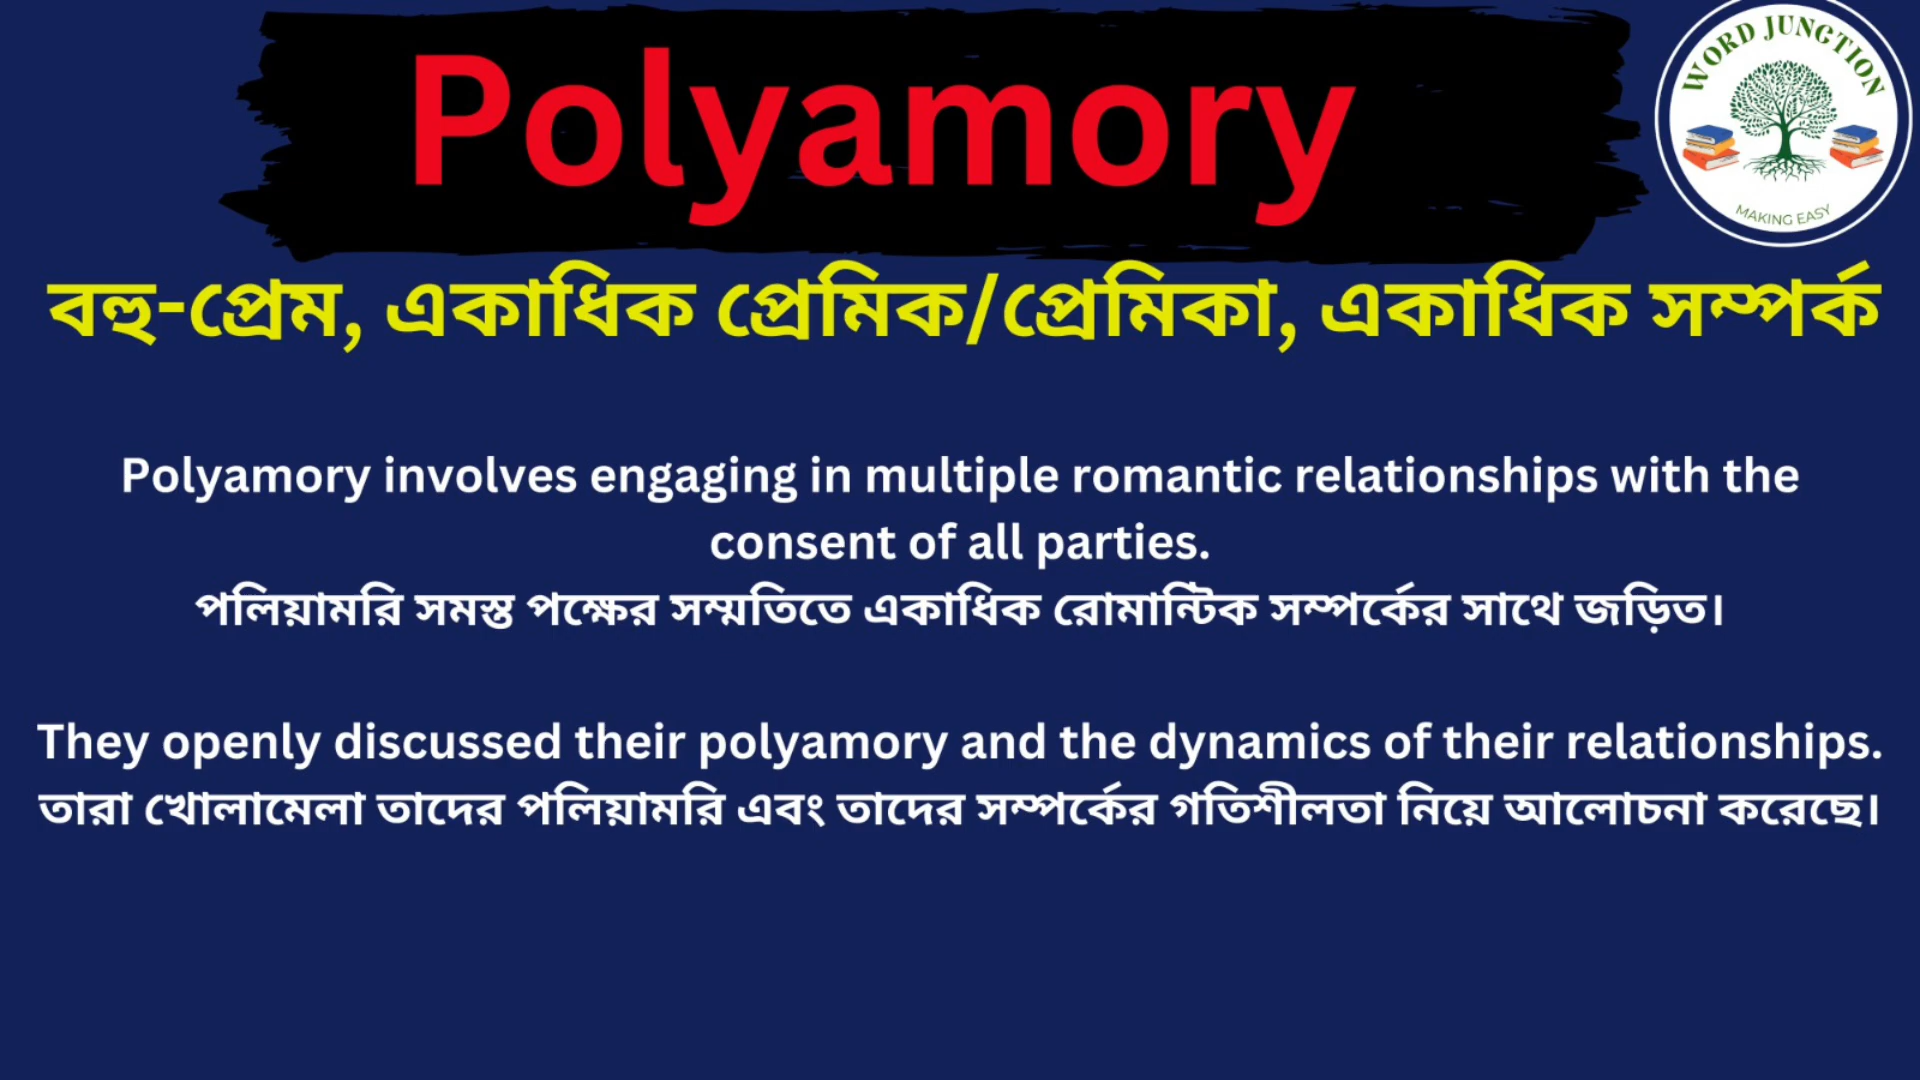 Polyamory
WORD JUNCTION
MAKING EASY
বহু-প্রেম, একাধিক প্রেমিক/প্রেমিকা, একাধিক সম্পর্ক
Polyamory involves engaging in multiple romantic relationships with the
consent of all parties.
পলিয়ামরি সমস্ত পক্ষের সম্মতিতে একাধিক রোমান্টিক সম্পর্কের সাথে জড়িত।
They openly discussed their polyamory and the dynamics of their relationships.
তারা খোলামেলা তাদের পলিয়ামরি এবং তাদের সম্পর্কের গতিশীলতা নিয়ে আলোচনা করেছে।